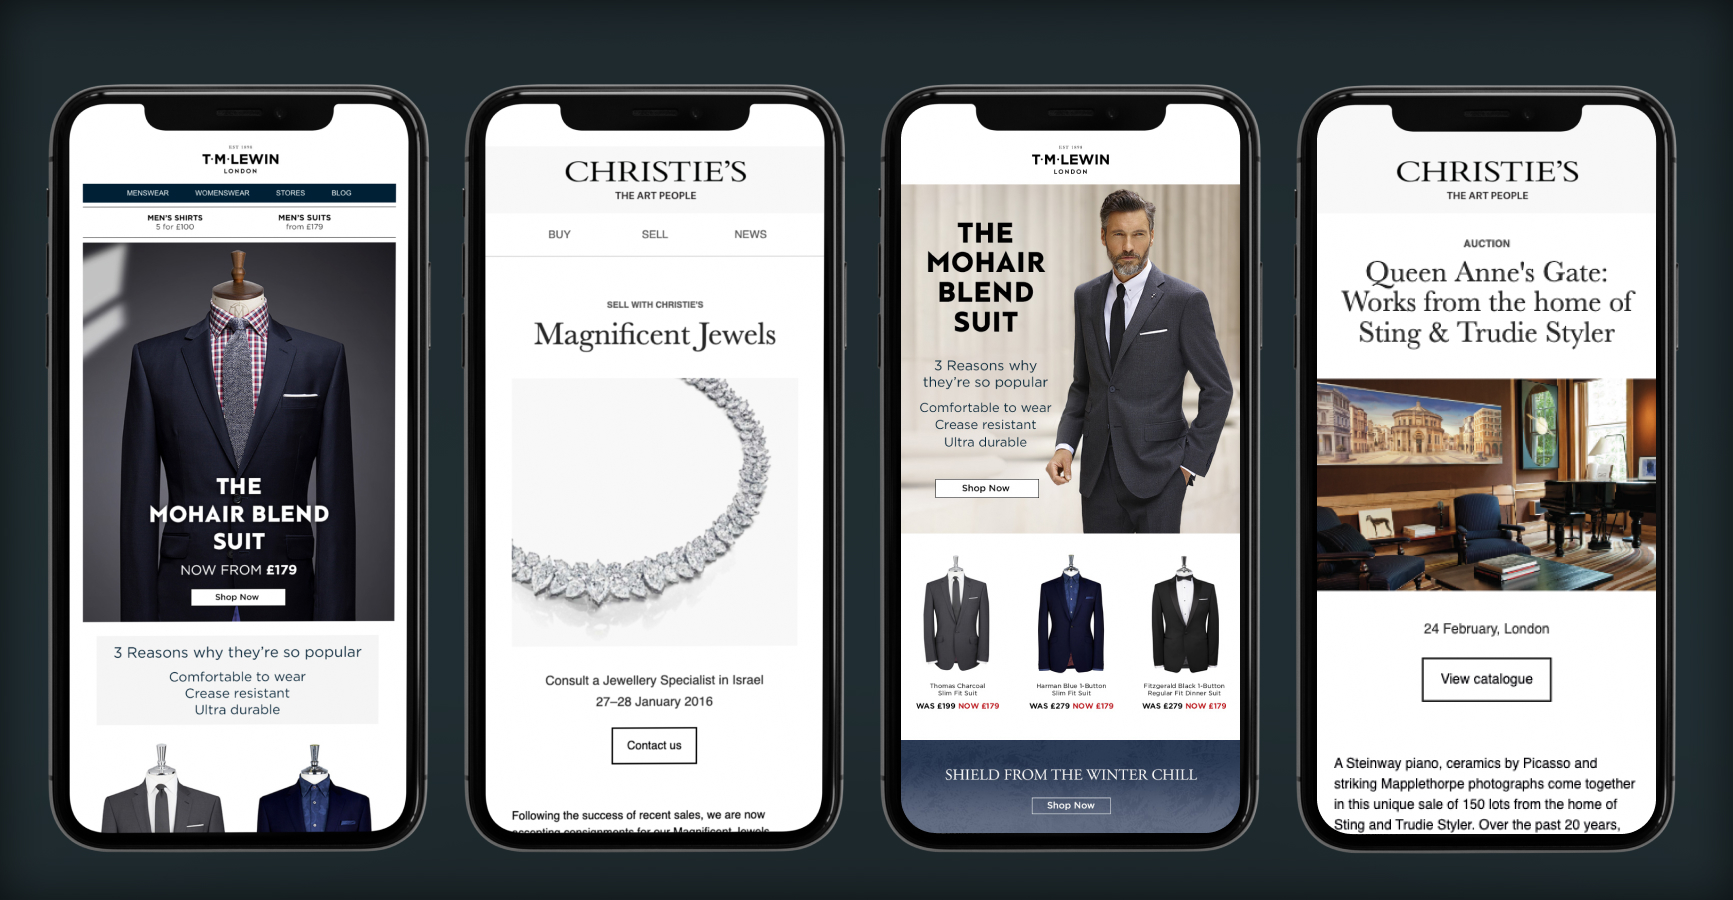 EST 1898
T·M·LEWIN
LONDON
MENSWEAR WOMENSWEAR STORES BLOG
MEN'S SHIRTS
5 for £100
MEN'S SUITS
from £179
THE
MOHAIR BLEND
SUIT
NOW FROM £179
Shop Now
3 Reasons why they're so popular
Comfortable to wear
Crease resistant
Ultra durable
CHRISTIE'S
THE ART PEOPLE
BUY SELL NEWS
SELL WITH CHRISTIE'S
Magnificent Jewels
Consult a Jewellery Specialist in Israel
27–28 January 2016
Contact us
Following the success of recent sales, we are now
accepting consignments for our Magnificent Jewels
EST 1898
T·M·LEWIN
LONDON
THE
MOHAIR
BLEND
SUIT
3 Reasons why
they're so popular
Comfortable to wear
Crease resistant
Ultra durable
Shop Now
Thomas Charcoal
Slim Fit Suit
WAS £199 NOW £179
Harman Blue 1-Button
Slim Fit Suit
WAS £279 NOW £179
Fitzgerald Black 1-Button
Regular Fit Dinner Suit
WAS £279 NOW £179
SHIELD FROM THE WINTER CHILL
Shop Now
CHRISTIE'S
THE ART PEOPLE
AUCTION
Queen Anne's Gate:
Works from the home of
Sting & Trudie Styler
24 February, London
View catalogue
A Steinway piano, ceramics by Picasso and
striking Mapplethorpe photographs come together
in this unique sale of 150 lots from the home of
Sting and Trudie Styler. Over the past 20 years,